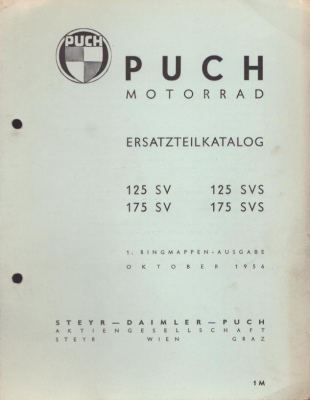 PUCH
PUCH
MOTORRAD
ERSATZTEILKATALOG
125 SV 125 SVS
175 SV 175 SVS
1. RINGMAPPEN-AUSGABE
OKTOBER 1956
STEYR—DAIMLER—PUCH
AKTIENGESELLSCHAFT
STEYR WIEN GRAZ
1M